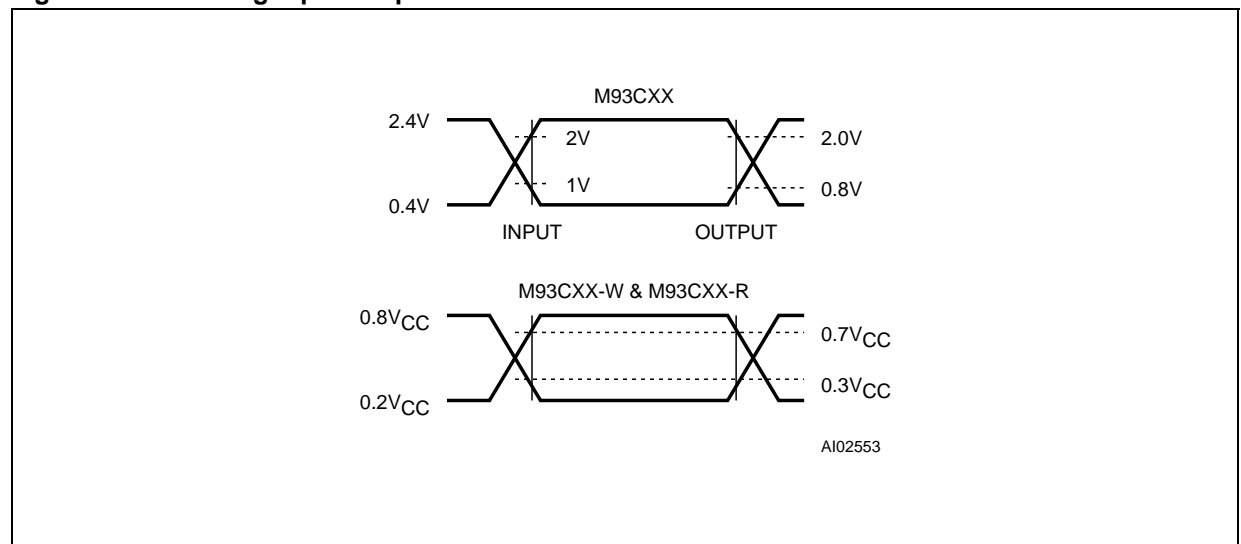 M93CXX
2.4V
2V
2.0V
1V
0.8V
0.4V
INPUT
OUTPUT
M93CXX-W & M93CXX-R
0.8VCC
0.7VCC
0.3VCC
0.2VCC
AI02553